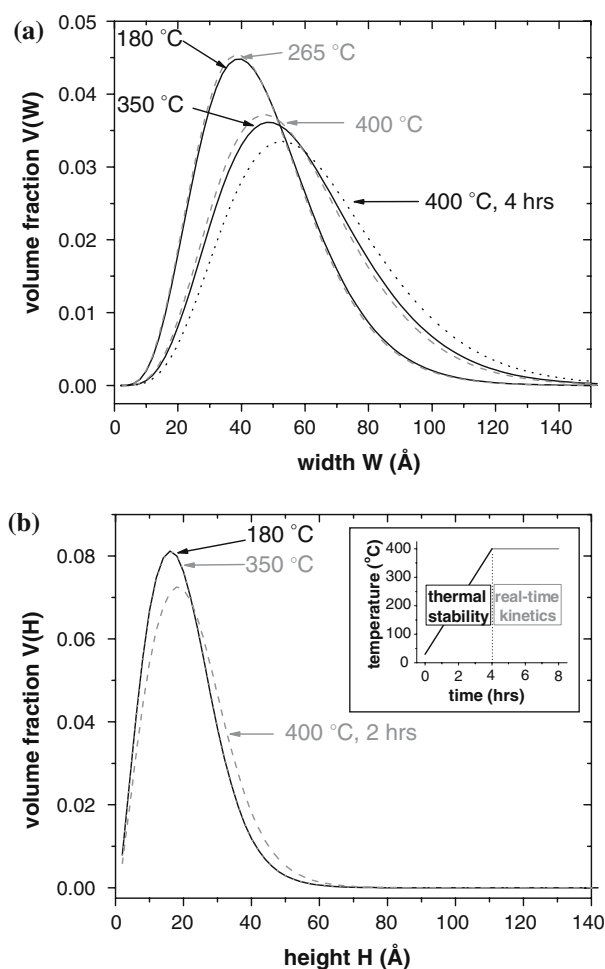 (a)
0.05
0.04
0.03
0.02
0.01
0.00
volume fraction V(W)
180 °C
265 °C
350 °C
400 °C
400 °C, 4 hrs
0 20 40 60 80 100 120 140
width W (Å)
(b)
0.08
0.06
0.04
0.02
0.00
volume fraction V(H)
180 °C
350 °C
400 °C, 2 hrs
400
300
200
100
0
temperature (°C)
thermal
stability
real-time
kinetics
0 2 4 6 8
time (hrs)
0 20 40 60 80 100 120 140
height H (Å)